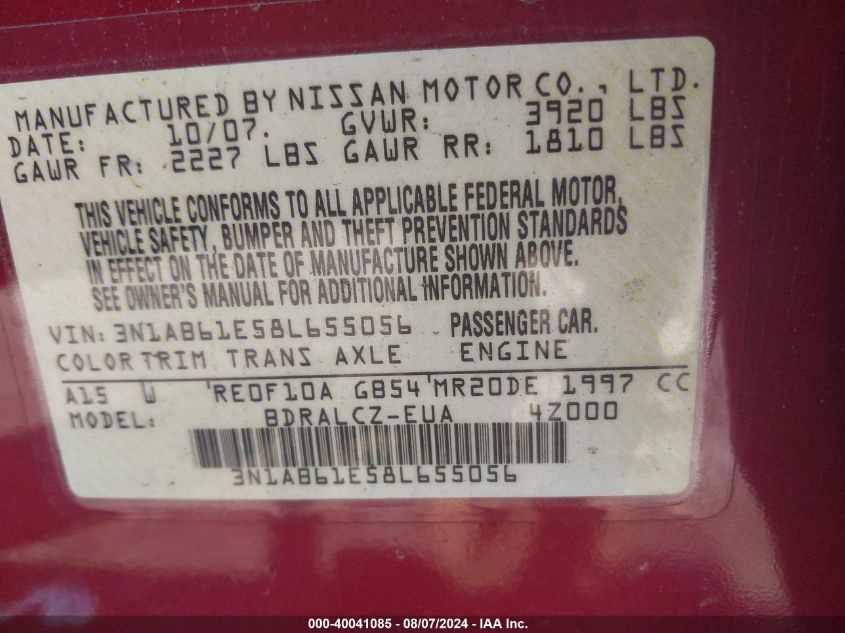 MANUFACTURED BY NISSAN MOTOR CO., LTD.
DATE: 10/07. GVWR: 3920 LBS
GAWR FR: 2227 LBS GAWR RR: 1810 LBS
THIS VEHICLE CONFORMS TO ALL APPLICABLE FEDERAL MOTOR,
VEHICLE SAFETY, BUMPER AND THEFT PREVENTION STANDARDS
IN EFFECT ON THE DATE OF MANUFACTURE SHOWN ABOVE.
SEE OWNER'S MANUAL FOR ADDITIONAL INFORMATION.
VIN: 3N1AB61E58L655056 PASSENGER CAR.
COLOR TRIM TRANS AXLE ENGINE
A15 W 'RE0F10A GB54'MR20DE 1997 CC
MODEL: BDRALCZ-EUA 4Z000
3N1AB61E58L655056
000-40041085 - 08/07/2024 - IAA Inc.